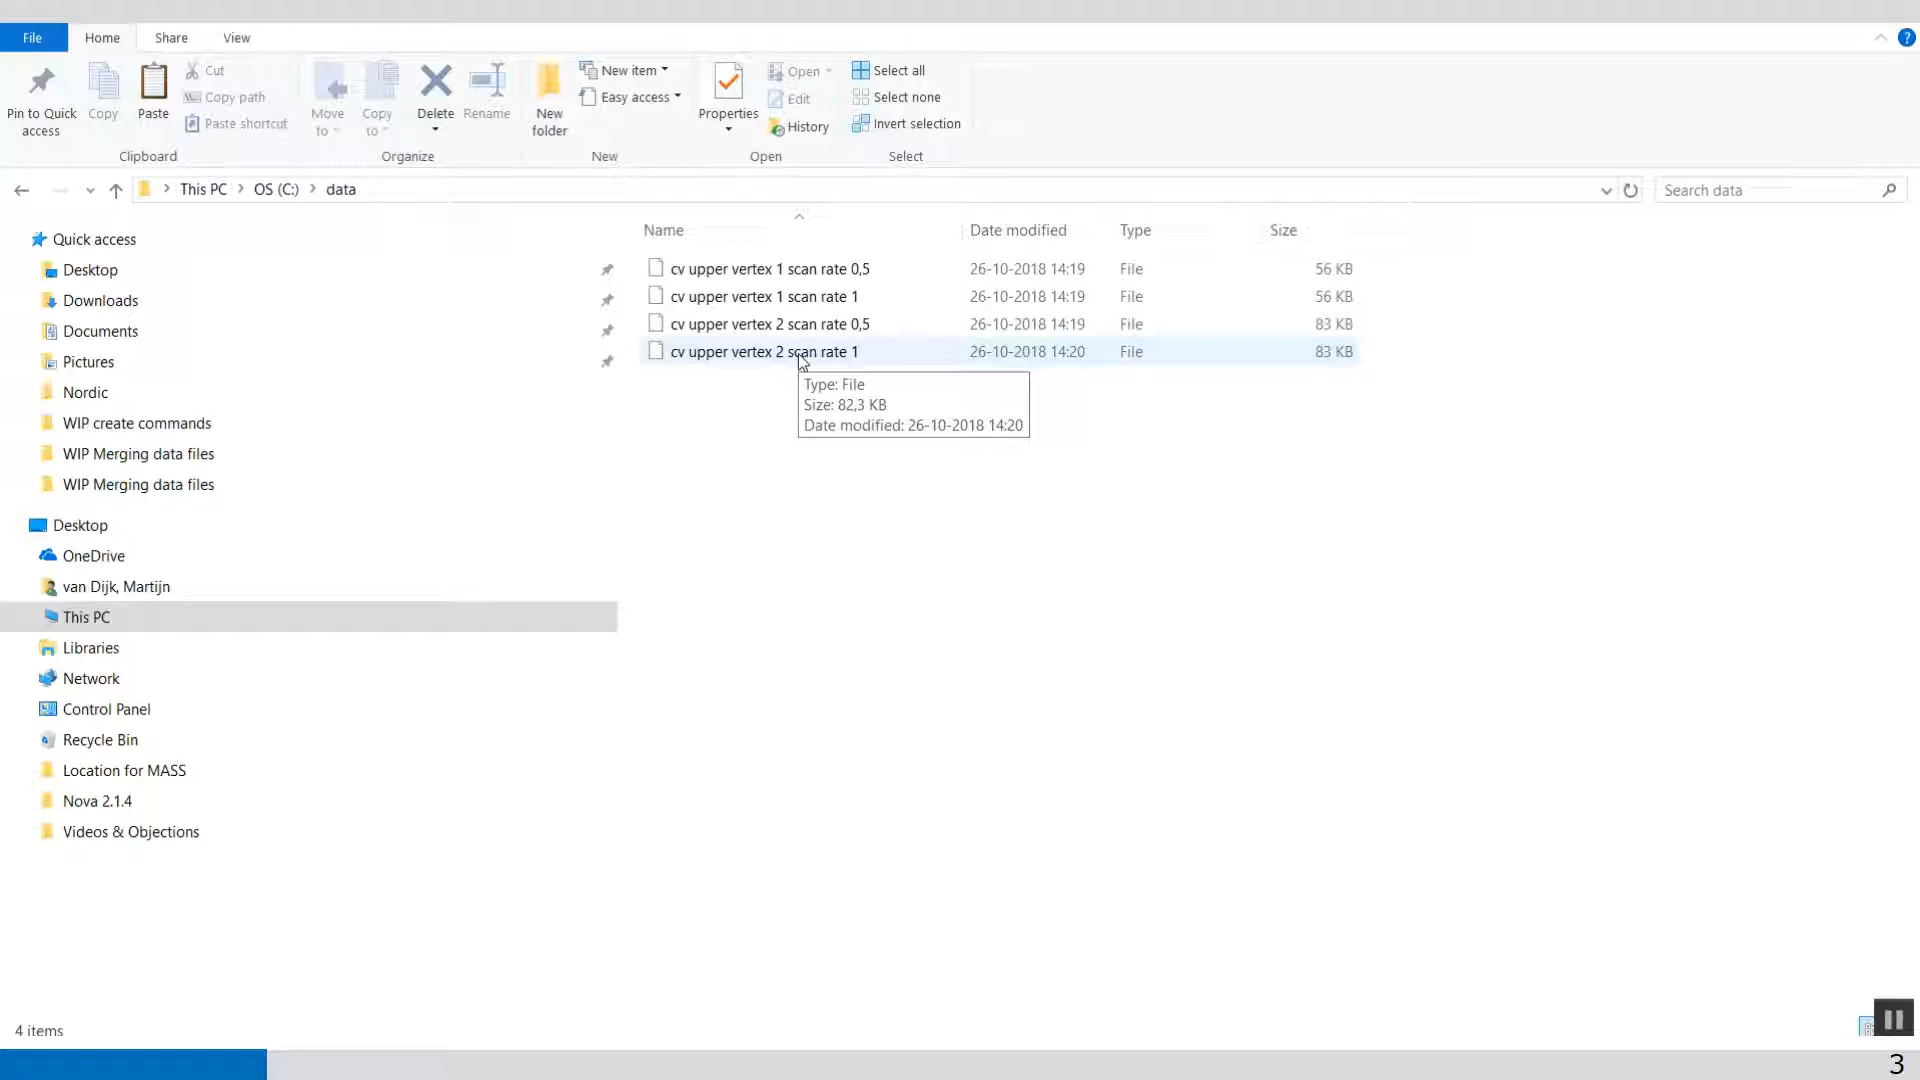 File Home Share View
Pin to Quick access
Copy
Paste
Cut
Copy path
Paste shortcut
Clipboard
Move to
Copy to
Delete
Rename
Organize
New folder
New item
Easy access
New
Properties
Open
Edit
History
Open
Select all
Select none
Invert selection
Select
This PC > OS (C:) > data
Search data
Quick access
Desktop
Downloads
Documents
Pictures
Nordic
WIP create commands
WIP Merging data files
WIP Merging data files
Desktop
OneDrive
van Dijk, Martijn
This PC
Libraries
Network
Control Panel
Recycle Bin
Location for MASS
Nova 2.1.4
Videos & Objections
Name Date modified Type Size
cv upper vertex 1 scan rate 0,5 26-10-2018 14:19 File 56 KB
cv upper vertex 1 scan rate 1 26-10-2018 14:19 File 56 KB
cv upper vertex 2 scan rate 0,5 26-10-2018 14:19 File 83 KB
cv upper vertex 2 scan rate 1 26-10-2018 14:20 File 83 KB
Type: File
Size: 82,3 KB
Date modified: 26-10-2018 14:20
4 items
3